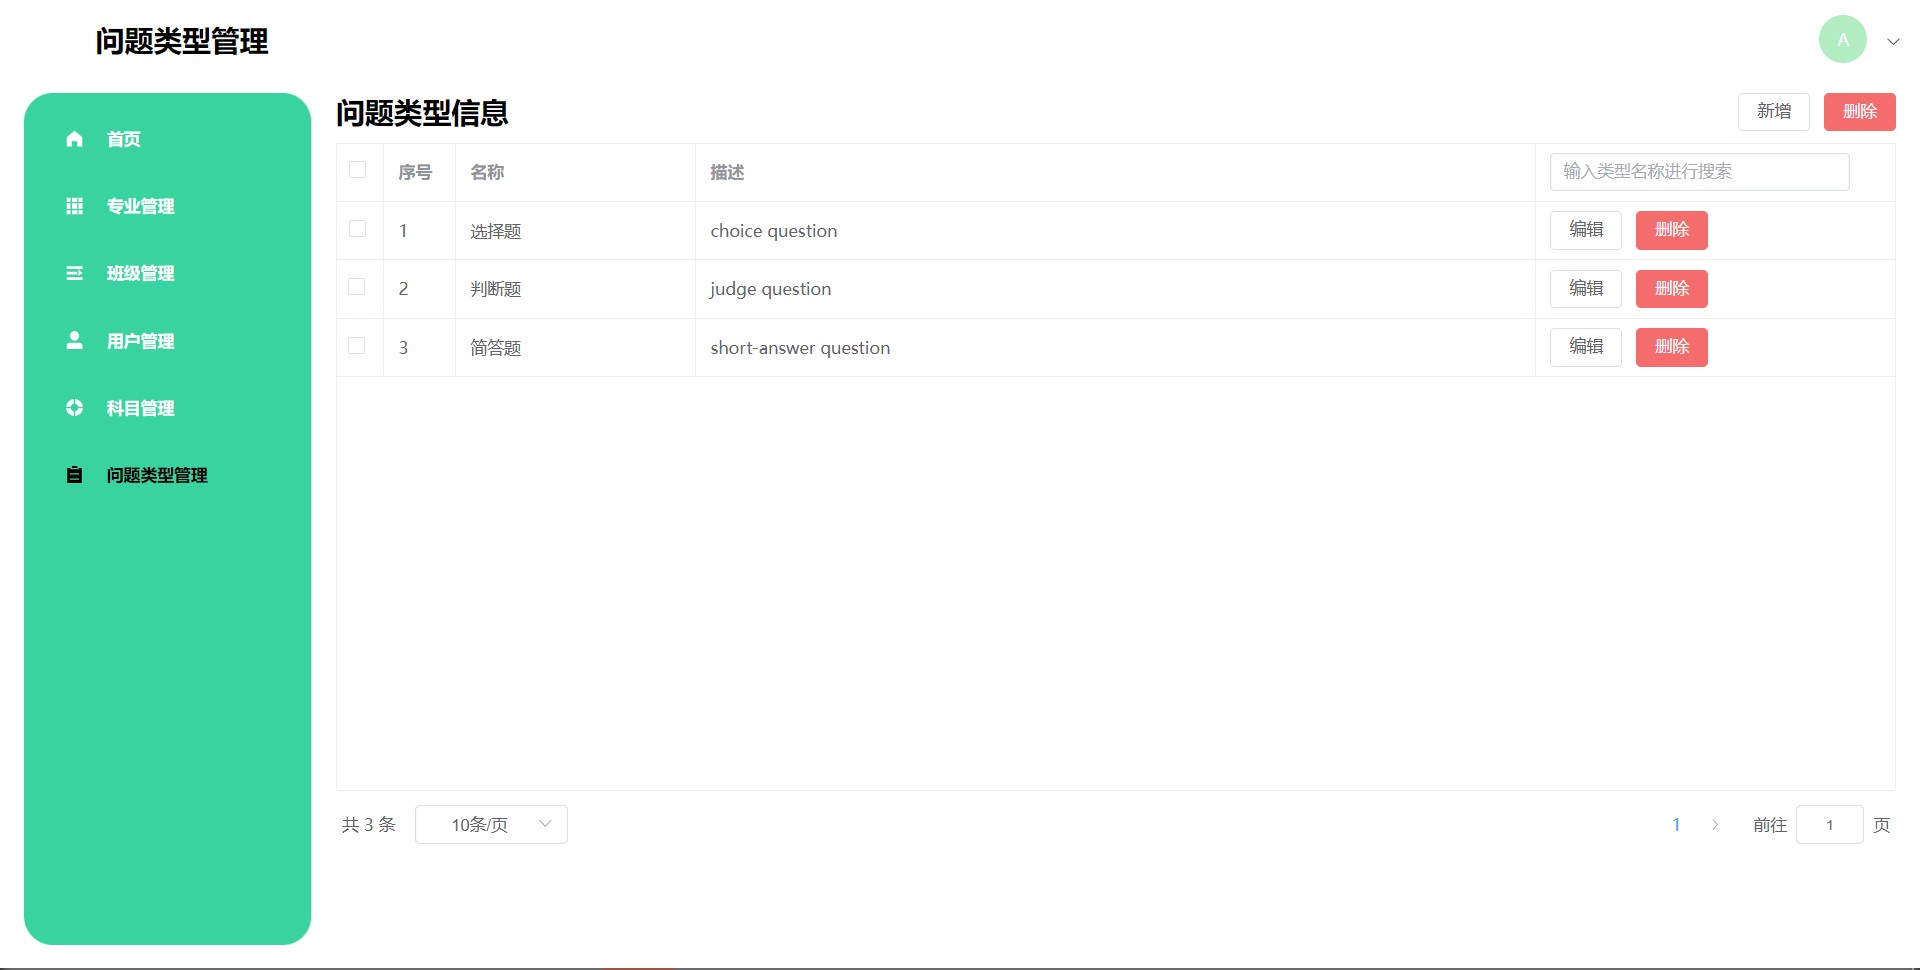 问题类型管理
A
首页
专业管理
班级管理
用户管理
科目管理
问题类型管理
问题类型信息
新增 删除
序号 名称 描述 输入类型名称进行搜索
1 选择题 choice question 编辑 删除
2 判断题 judge question 编辑 删除
3 简答题 short-answer question 编辑 删除
共 3 条 10条/页 1 前往 1 页